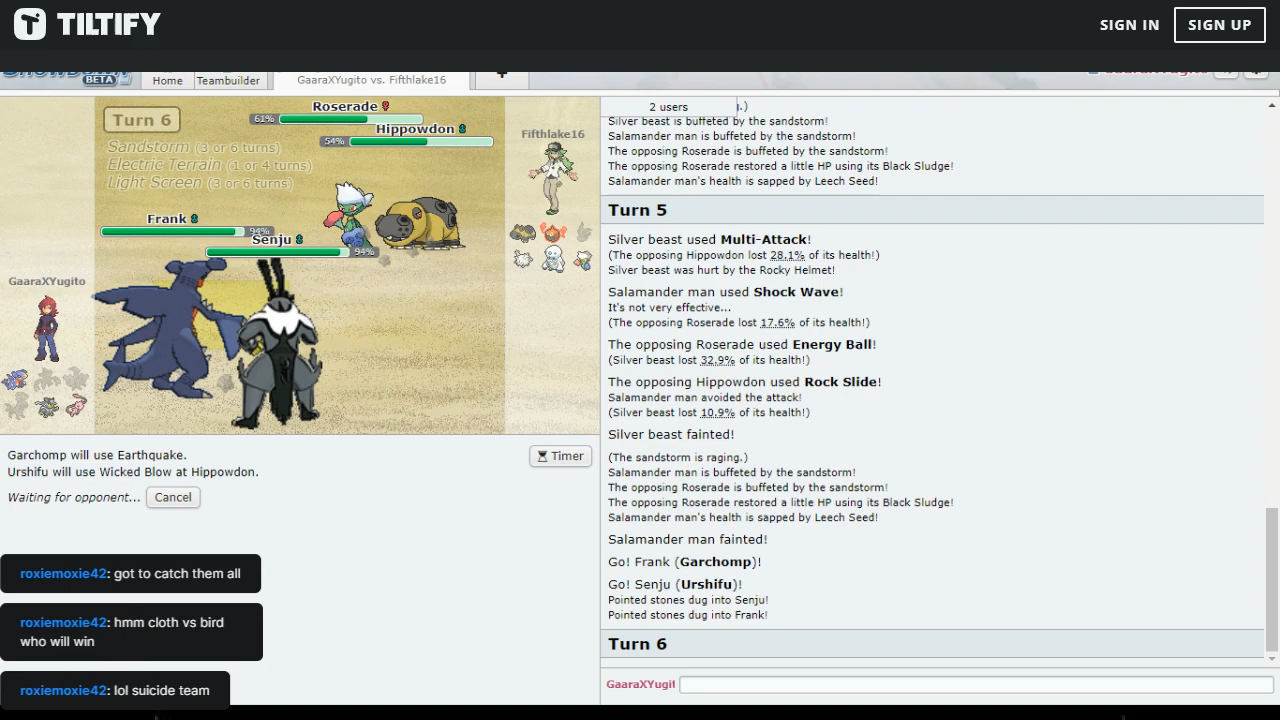 TILTIFY
SIGN IN
SIGN UP
BETA
Home
Teambuilder
GaaraXYugito vs. Fifthlake16
+
Turn 6
Sandstorm (3 or 6 turns)
Electric Terrain (1 or 4 turns)
Light Screen (3 or 6 turns)
Roserade
61%
Hippowdon
54%
Frank
94%
Senju
94%
GaaraXYugito
Fifthlake16
Garchomp will use Earthquake.
Urshifu will use Wicked Blow at Hippowdon.
Waiting for opponent... Cancel
Timer
roxiemoxie42: got to catch them all
roxiemoxie42: hmm cloth vs bird
who will win
roxiemoxie42: lol suicide team
2 users
Silver beast is buffeted by the sandstorm!
Salamander man is buffeted by the sandstorm!
The opposing Roserade is buffeted by the sandstorm!
The opposing Roserade restored a little HP using its Black Sludge!
Salamander man's health is sapped by Leech Seed!
Turn 5
Silver beast used Multi-Attack!
(The opposing Hippowdon lost 28.1% of its health!)
Silver beast was hurt by the Rocky Helmet!
Salamander man used Shock Wave!
It's not very effective...
(The opposing Roserade lost 17.6% of its health!)
The opposing Roserade used Energy Ball!
(Silver beast lost 32.9% of its health!)
The opposing Hippowdon used Rock Slide!
Salamander man avoided the attack!
(Silver beast lost 10.9% of its health!)
Silver beast fainted!
(The sandstorm is raging.)
Salamander man is buffeted by the sandstorm!
The opposing Roserade is buffeted by the sandstorm!
The opposing Roserade restored a little HP using its Black Sludge!
Salamander man's health is sapped by Leech Seed!
Salamander man fainted!
Go! Frank (Garchomp)!
Go! Senju (Urshifu)!
Pointed stones dug into Senju!
Pointed stones dug into Frank!
Turn 6
GaaraXYugit